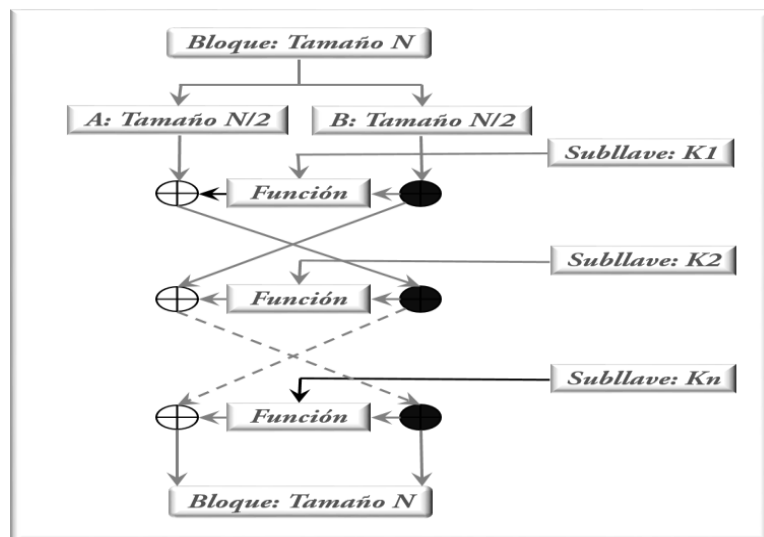 Bloque: Tamaño N
A: Tamaño N/2
B: Tamaño N/2
Subllave: K1
Función
Subllave: K2
Función
Subllave: Kn
Función
Bloque: Tamaño N